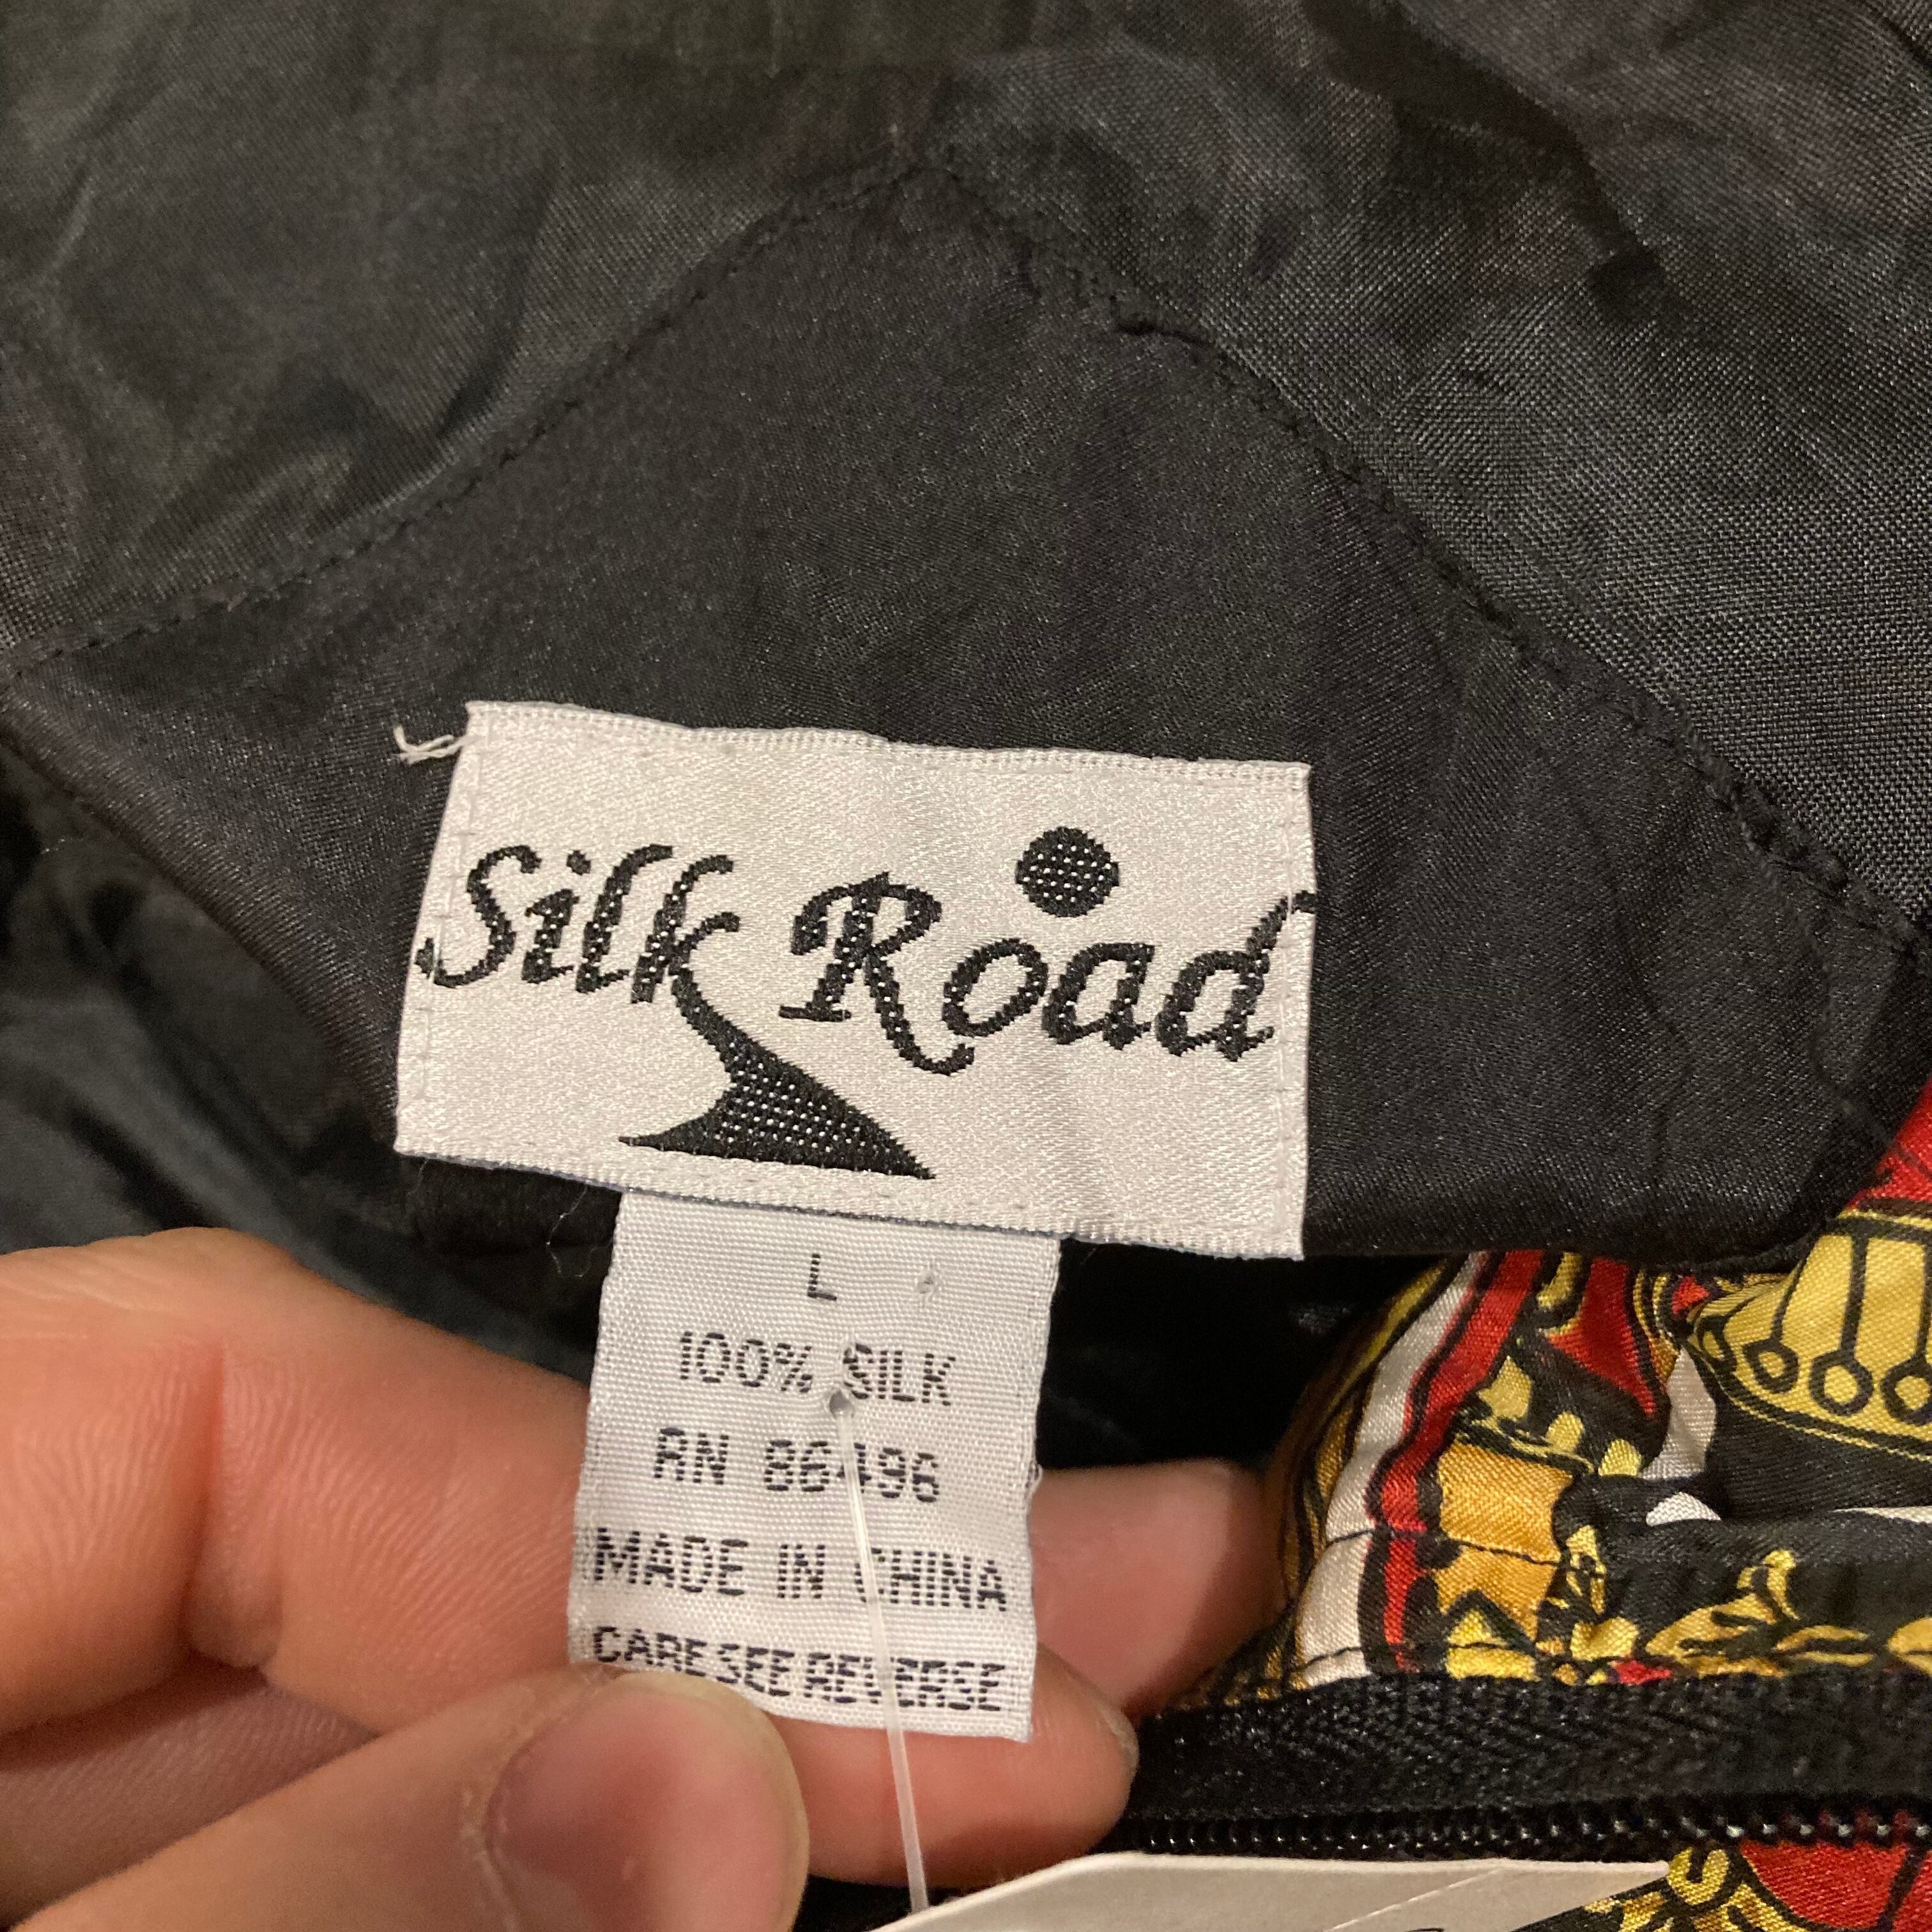 Silk Road
L
100% SILK
RN 86496
MADE IN CHINA
CARE SEE REVERSE